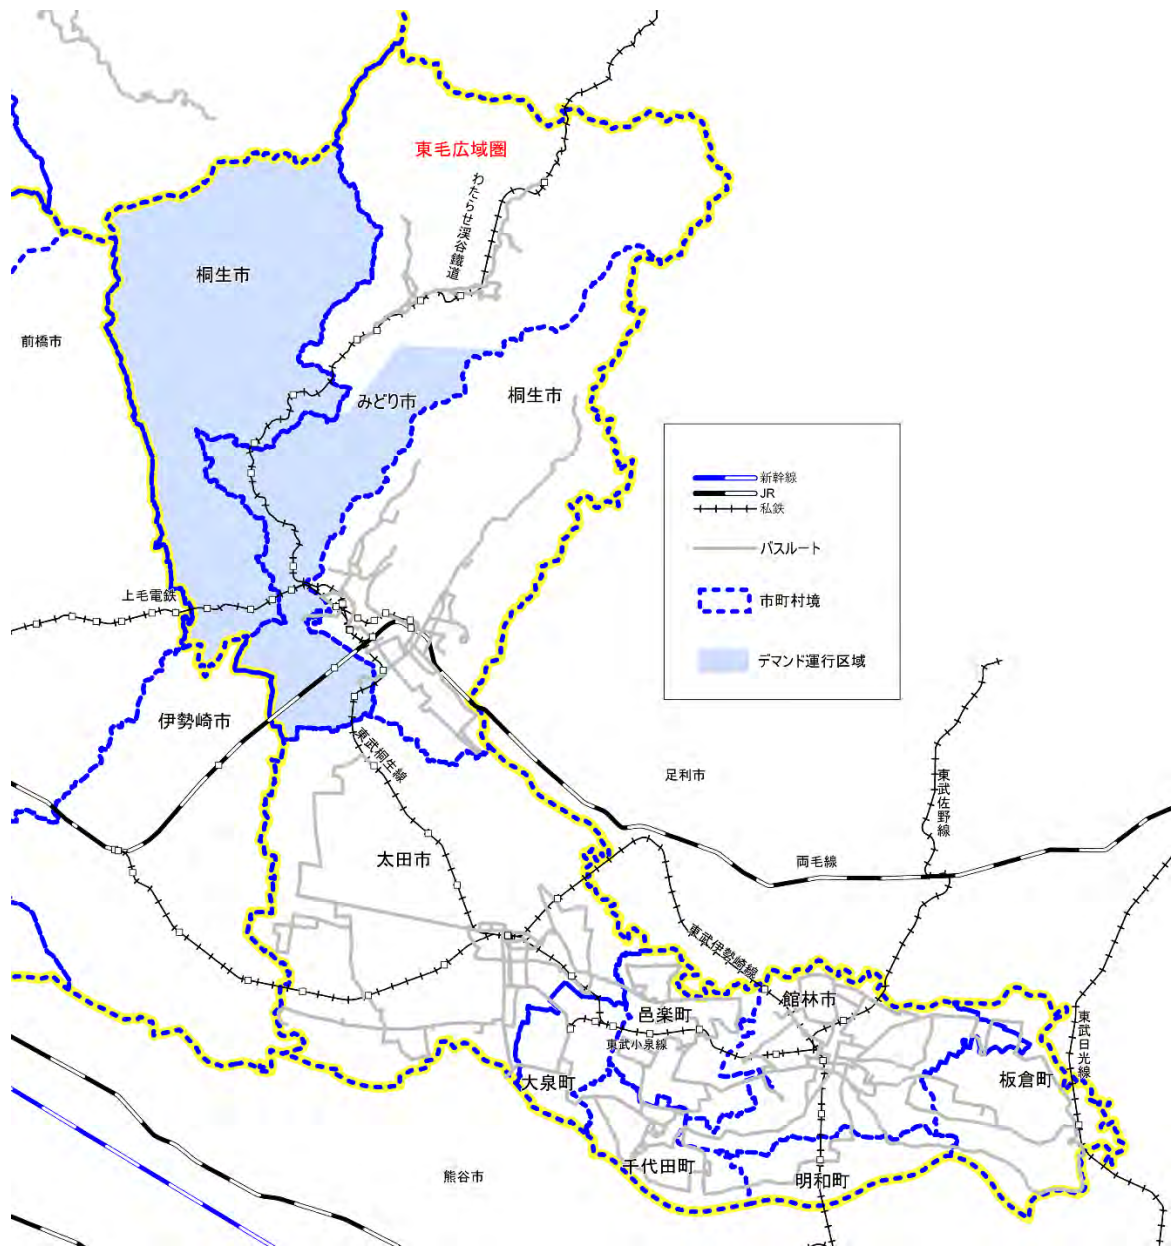 東毛広域圏
わたらせ渓谷鐵道
桐生市
前橋市
みどり市
桐生市
新幹線
JR
私鉄
バスルート
市町村境
デマンド運行区域
上毛電鉄
伊勢崎市
東武桐生線
足利市
東武佐野線
太田市
両毛線
東武伊勢崎線
館林市
邑楽町
東武小泉線
東武日光線
大泉町
板倉町
千代田町
明和町
熊谷市